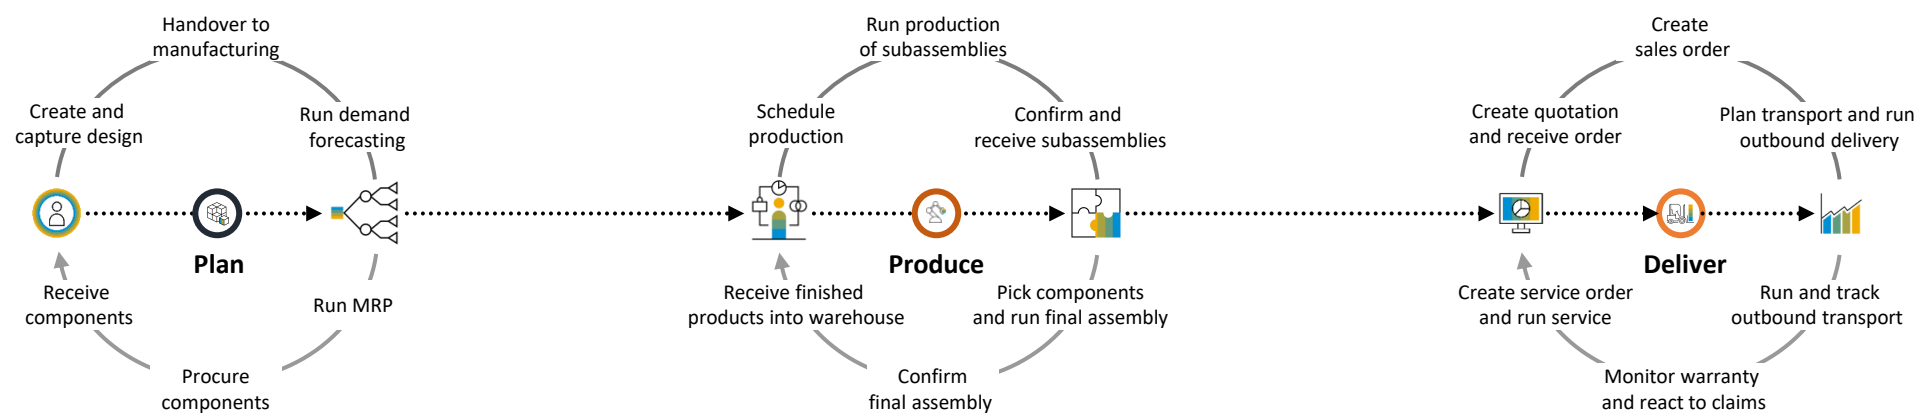 Handover to
manufacturing
Create and
capture design
Run demand
forecasting
Plan
Receive
components
Run MRP
Procure
components
Run production
of subassemblies
Schedule
production
Confirm and
receive subassemblies
Produce
Receive finished
products into warehouse
Pick components
and run final assembly
Confirm
final assembly
Create
sales order
Create quotation
and receive order
Plan transport and run
outbound delivery
Deliver
Create service order
and run service
Run and track
outbound transport
Monitor warranty
and react to claims